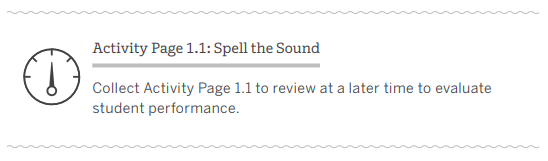 Activity Page 1.1: Spell the Sound
Collect Activity Page 1.1 to review at a later time to evaluate
student performance.